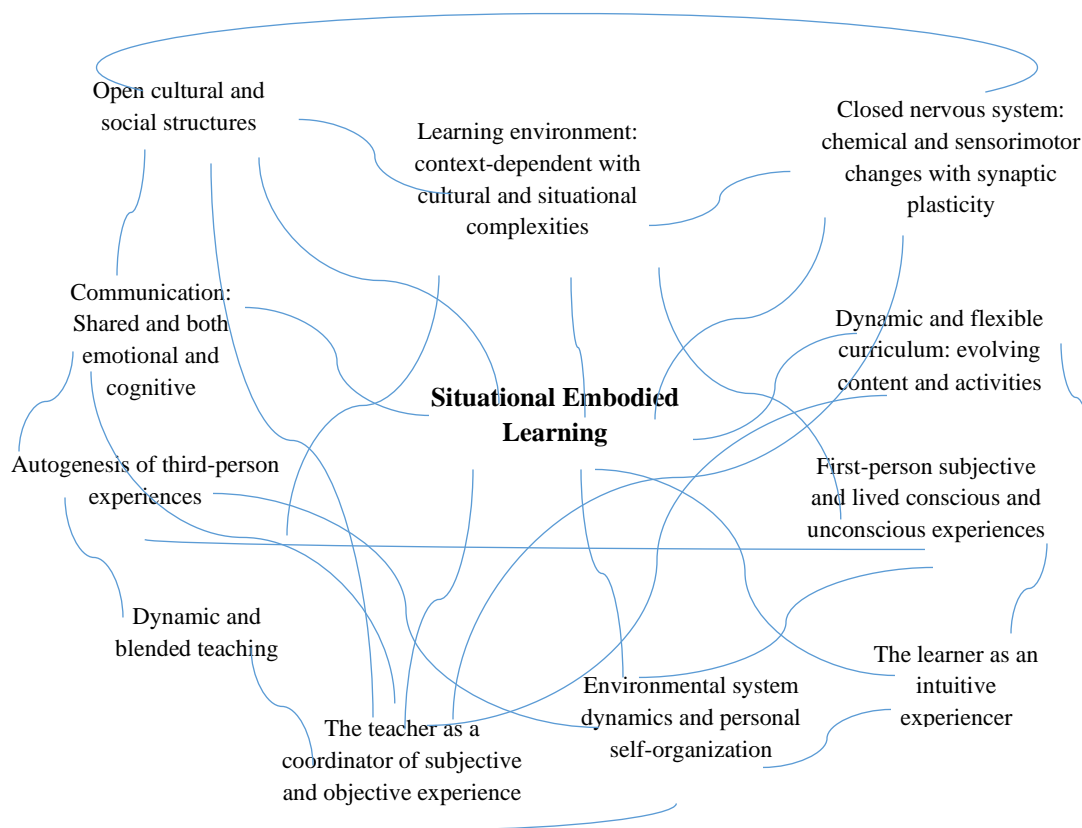 Open cultural and
social structures
Learning environment:
context-dependent with
cultural and situational
complexities
Closed nervous system:
chemical and sensorimotor
changes with synaptic
plasticity
Communication:
Shared and both
emotional and
cognitive
Dynamic and flexible
curriculum: evolving
content and activities
Situational Embodied
Learning
Autogenesis of third-person
experiences
First-person subjective
and lived conscious and
unconscious experiences
Dynamic and
blended teaching
The teacher as a
coordinator of subjective
and objective experience
Environmental system
dynamics and personal
self-organization
The learner as an
intuitive
experiencer